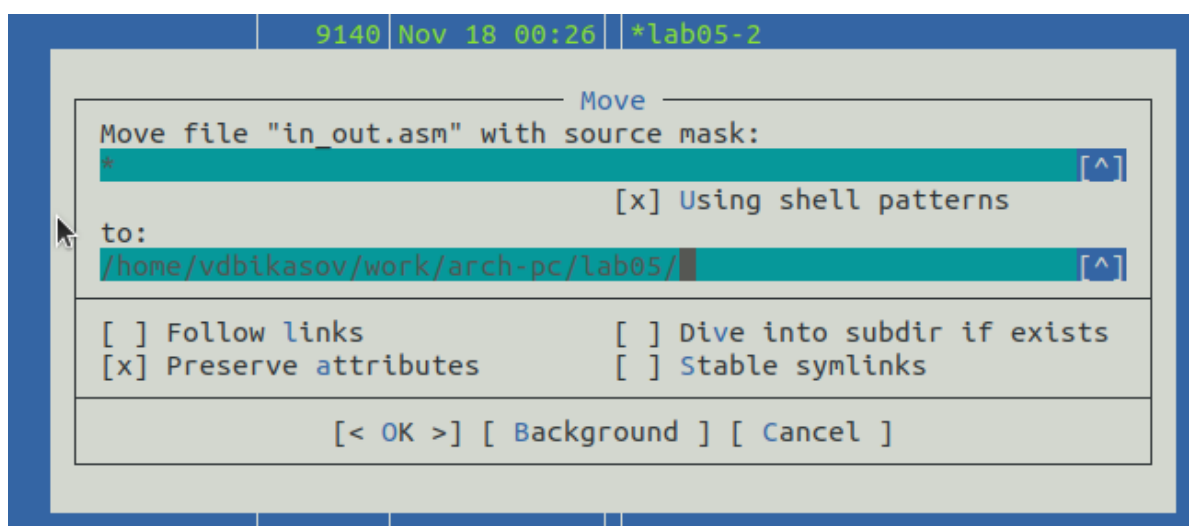 9140 Nov 18 00:26 *lab05-2
Move
Move file "in_out.asm" with source mask:
* [^]
[x] Using shell patterns
to:
/home/vdbikasov/work/arch-pc/lab05/ [^]
[ ] Follow links [ ] Dive into subdir if exists
[x] Preserve attributes [ ] Stable symlinks
[< OK >] [ Background ] [ Cancel ]